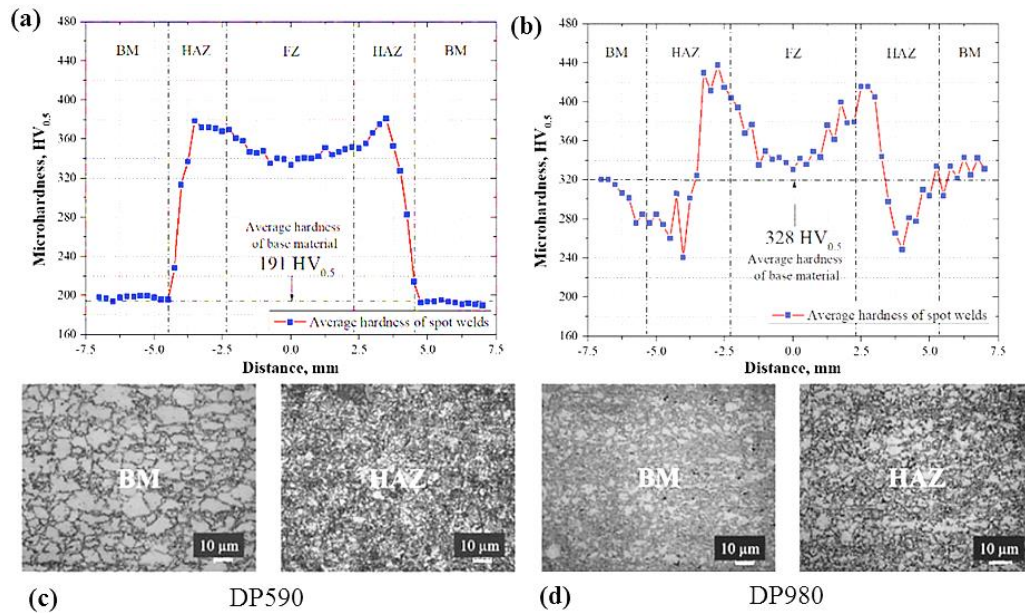 (a)
480
440
400
360
320
280
240
200
160
Microhardness, HV0.5
BM
HAZ
FZ
HAZ
BM
Average hardness
of base material
191 HV0.5
Average hardness of spot welds
-7.5
-5.0
-2.5
0.0
2.5
5.0
7.5
Distance, mm
(b)
480
440
400
360
320
280
240
200
160
Microhardness, HV0.5
BM
HAZ
FZ
HAZ
BM
328 HV0.5
Average hardness
of base material
Average hardness of spot welds
-7.5
-5.0
-2.5
0.0
2.5
5.0
7.5
Distance, mm
BM
10 µm
HAZ
10 µm
BM
10 µm
HAZ
10 µm
(c)
DP590
(d)
DP980